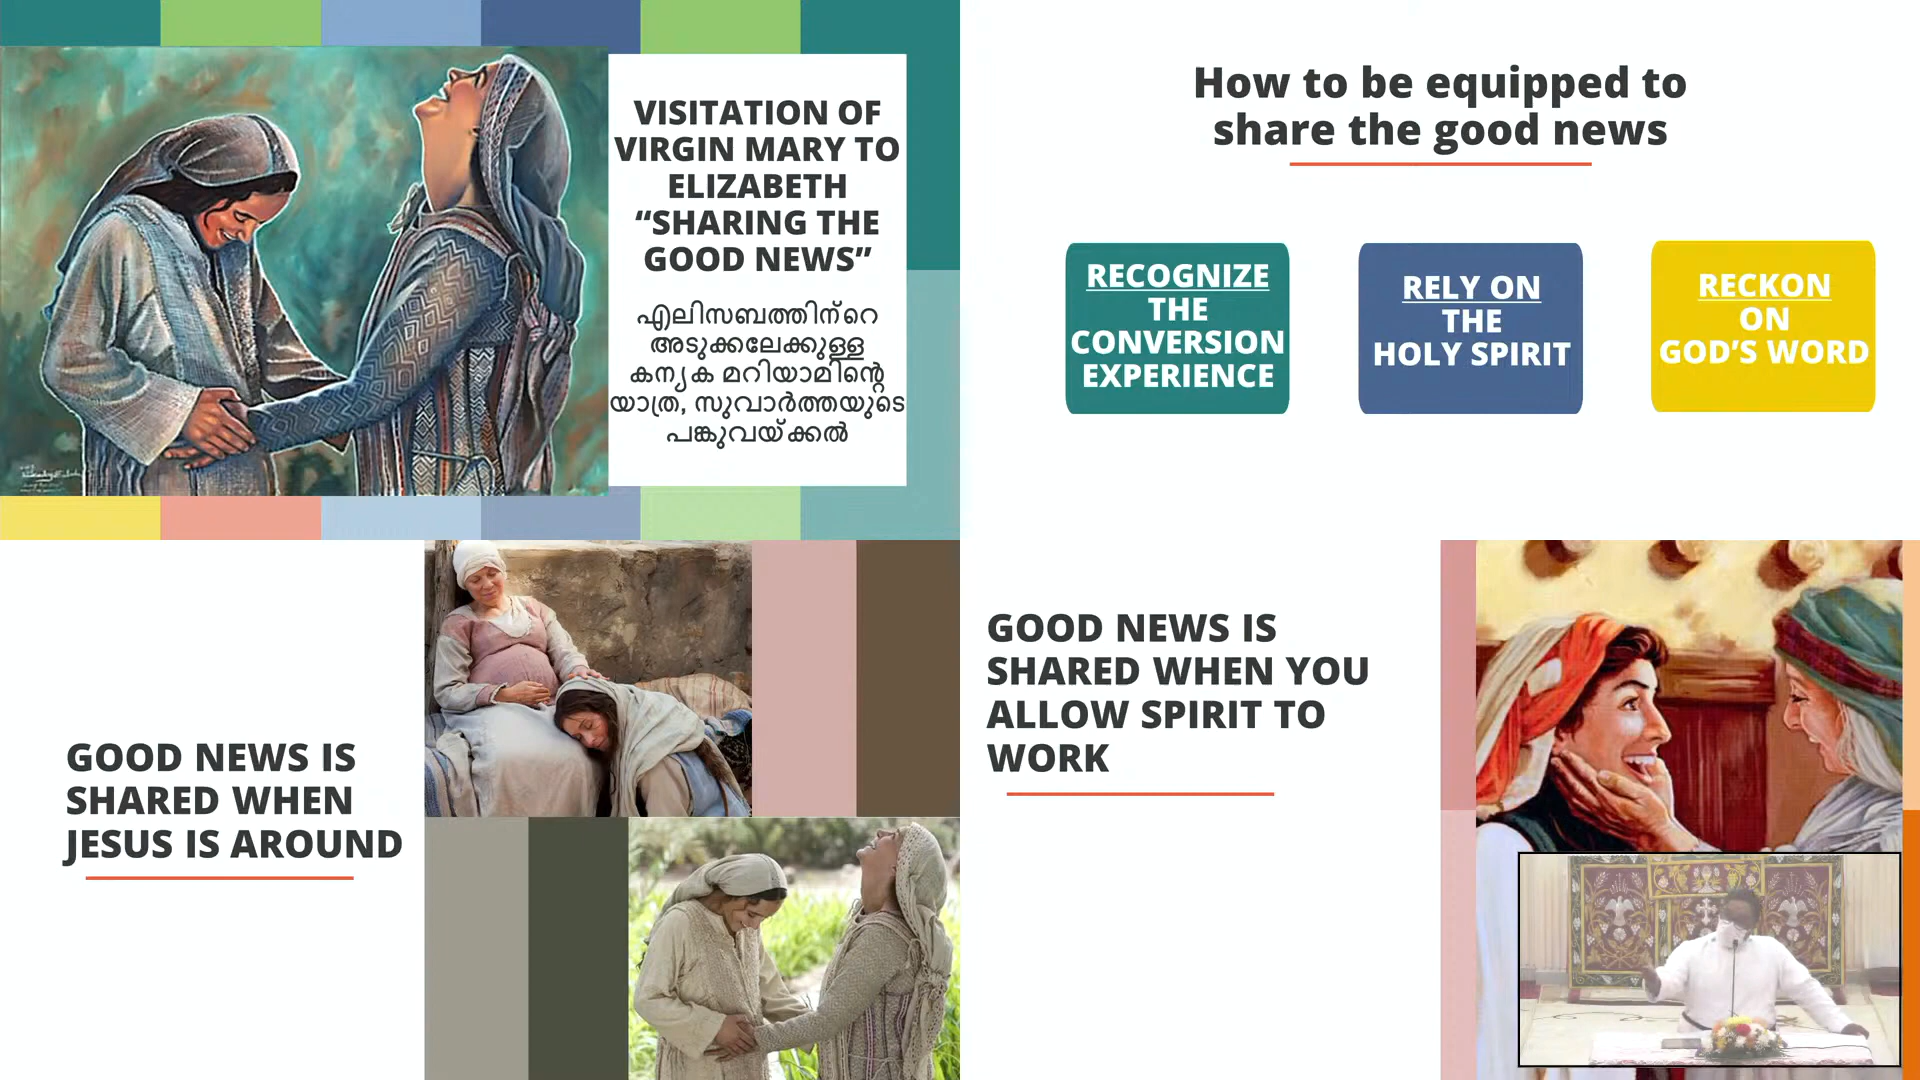 VISITATION OF
VIRGIN MARY TO
ELIZABETH
“SHARING THE
GOOD NEWS”
എലിസബത്തിന്റെ
അടുക്കലേക്കുള്ള
കന്യക മറിയാമിന്റെ
യാത്ര, സുവാർത്തയുടെ
പങ്കുവയ്ക്കൽ
How to be equipped to
share the good news
RECOGNIZE
THE
CONVERSION
EXPERIENCE
RELY ON
THE
HOLY SPIRIT
RECKON
ON
GOD’S WORD
GOOD NEWS IS
SHARED WHEN
JESUS IS AROUND
GOOD NEWS IS
SHARED WHEN YOU
ALLOW SPIRIT TO
WORK